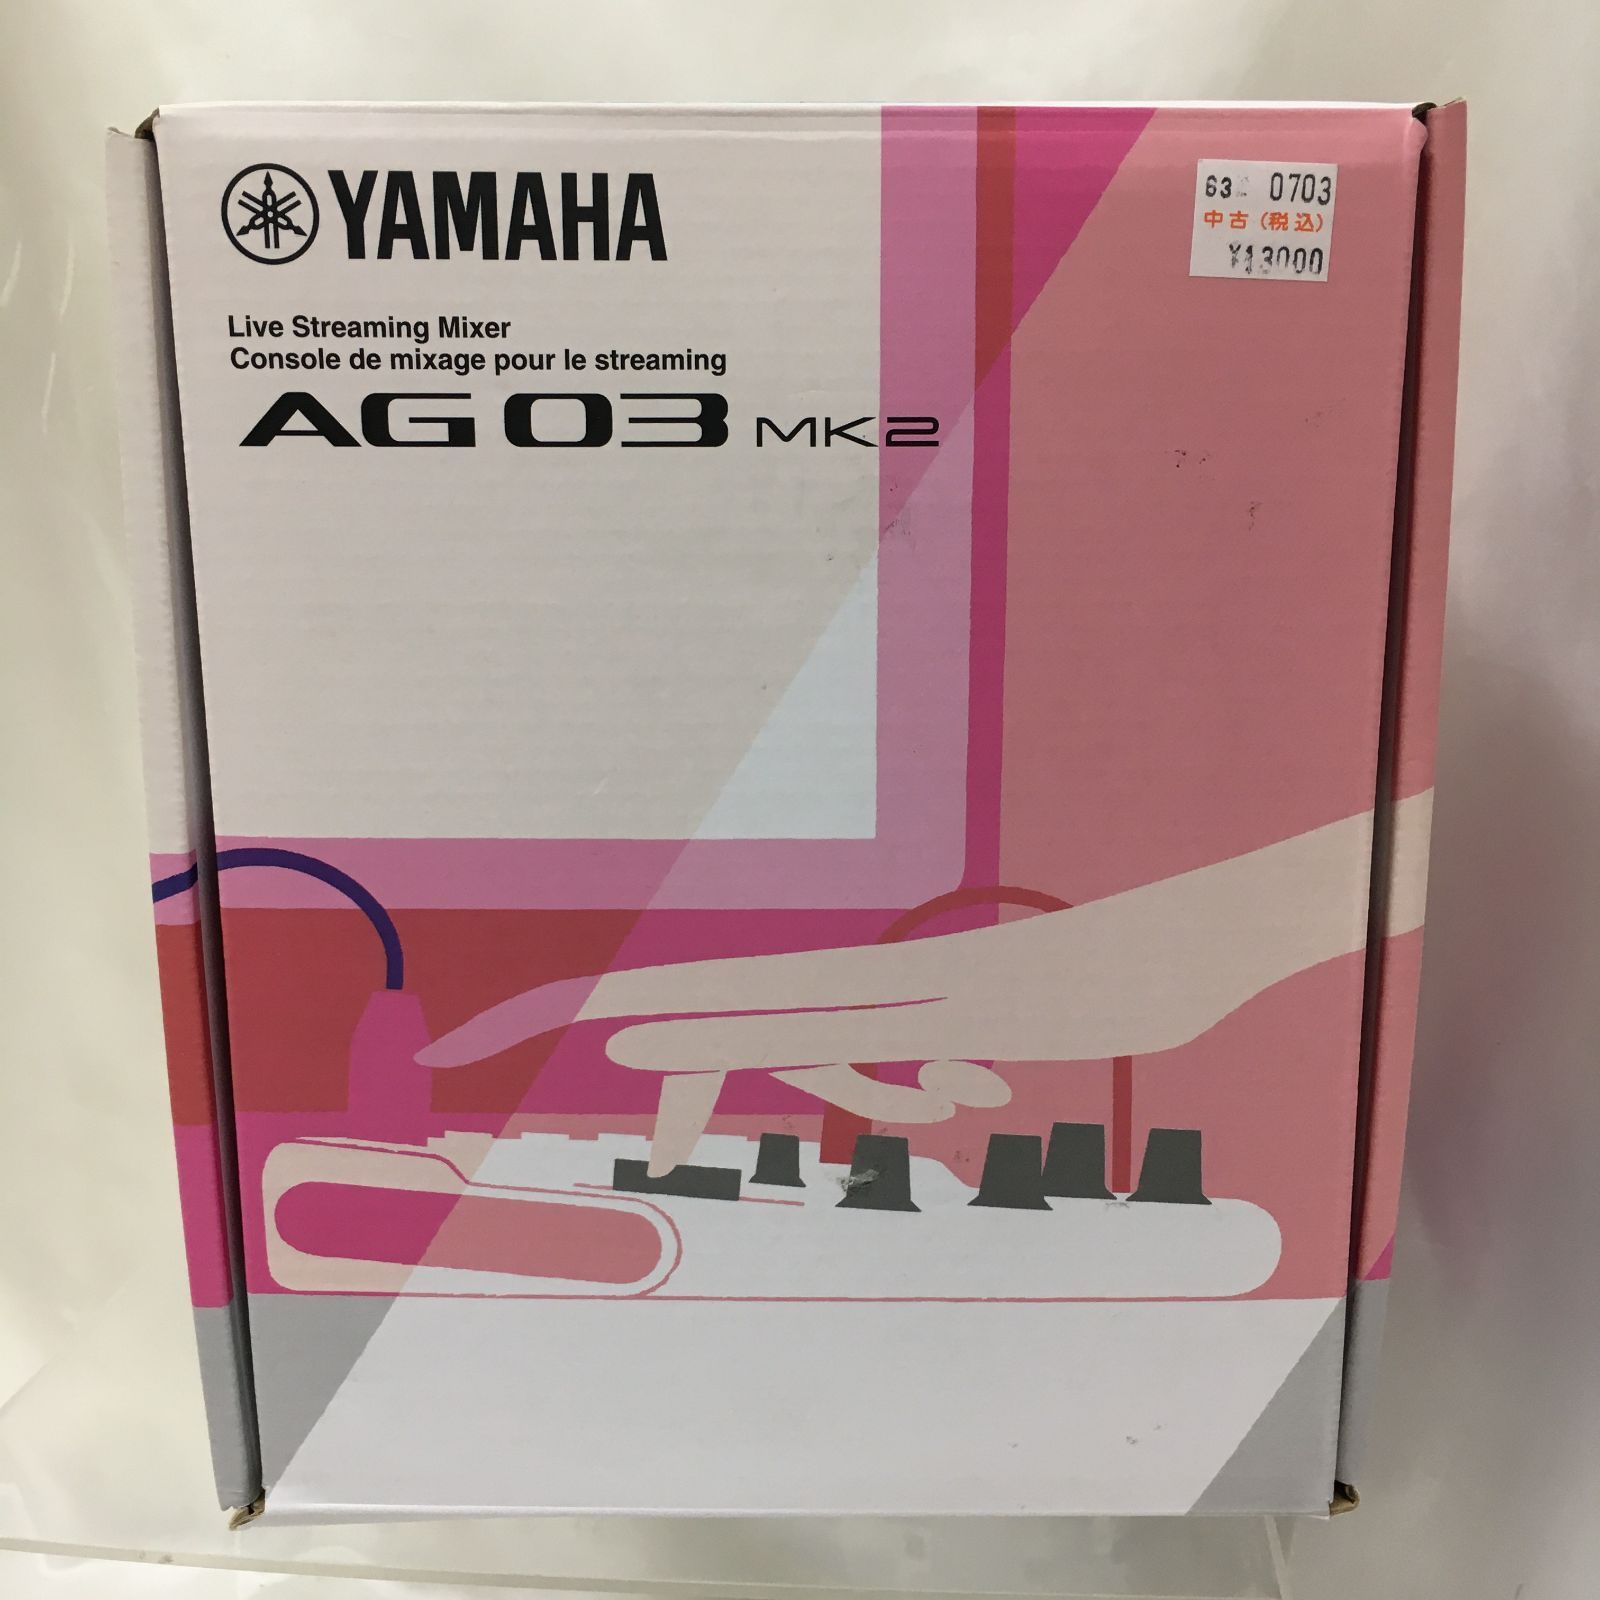 YAMAHA
Live Streaming Mixer
Console de mixage pour le streaming
AG03 MK2
0703
中古(税込)
¥13000